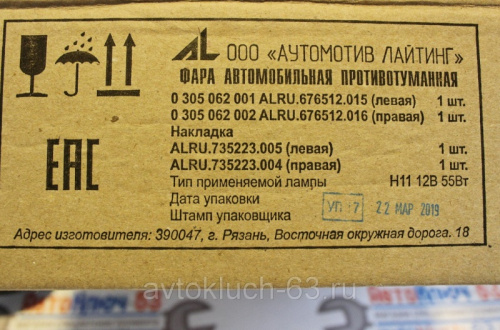 AL ООО «АУТОМОТИВ ЛАЙТИНГ»
ФАРА АВТОМОБИЛЬНАЯ ПРОТИВОТУМАННАЯ
0 305 062 001 ALRU.676512.015 (левая) 1 шт.
0 305 062 002 ALRU.676512.016 (правая) 1 шт.
Накладка
ALRU.735223.005 (левая) 1 шт.
ALRU.735223.004 (правая) 1 шт.
EAC
Тип применяемой лампы Н11 12В 55Вт
Дата упаковки УП : 7 22 МАР 2019
Штамп упаковщика
Адрес изготовителя: 390047, г. Рязань, Восточная окружная дорога. 18
avtokluch-63.ru